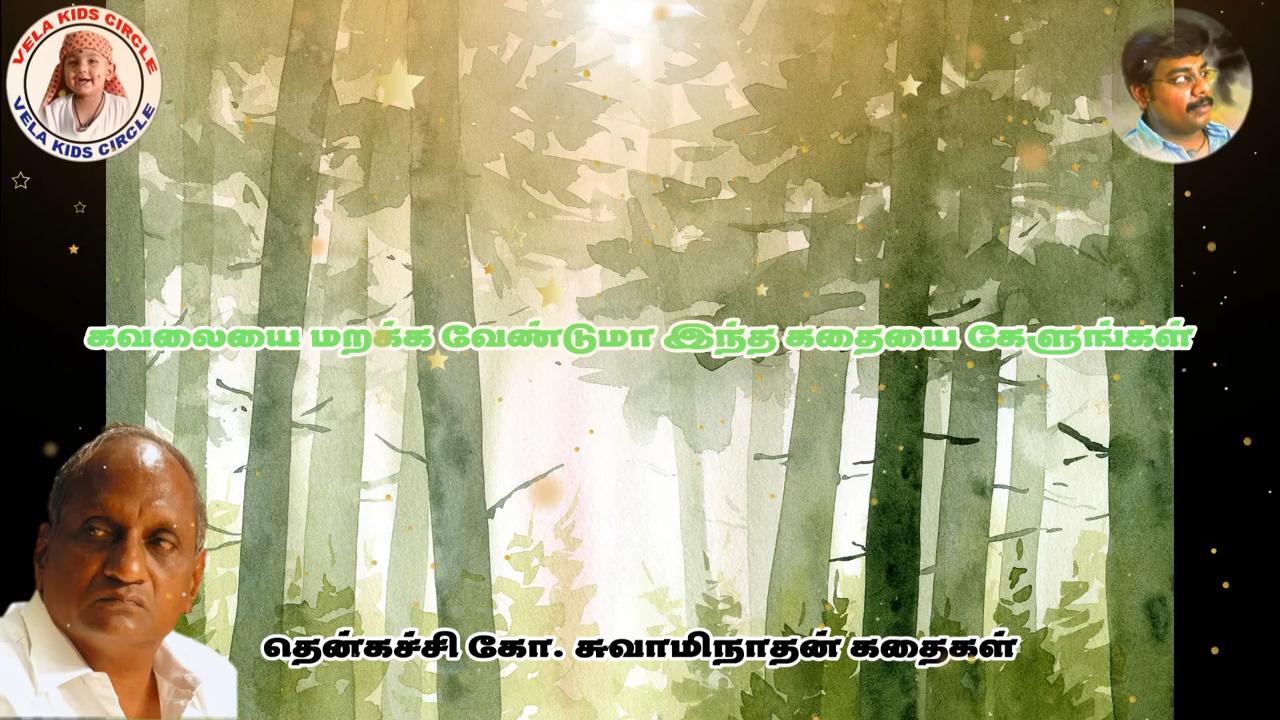 VELA KIDS CIRCLE
VELA KIDS CIRCLE
கவலையை மறக்க வேண்டுமா இந்த கதையை கேளுங்கள்
தென்கச்சி கோ. சுவாமிநாதன் கதைகள்